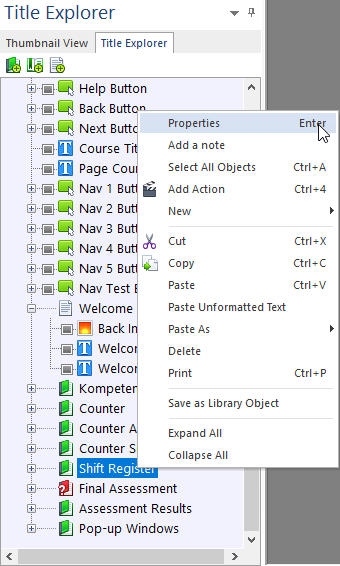 Title Explorer
Thumbnail View Title Explorer
Help Button
Back Button
Next Butto
Course Tit
Page Cou
Nav 1 Butt
Nav 2 Butt
Nav 3 Butt
Nav 4 Butt
Nav 5 Butt
Nav Test B
Welcome
Back In
Welcon
Welcon
Kompeten
Counter
Counter A
Counter S
Shift Register
Final Assessment
Assessment Results
Pop-up Windows
Properties Enter
Add a note
Select All Objects Ctrl+A
Add Action Ctrl+4
New
Cut Ctrl+X
Copy Ctrl+C
Paste Ctrl+V
Paste Unformatted Text
Paste As
Delete
Print Ctrl+P
Save as Library Object
Expand All
Collapse All